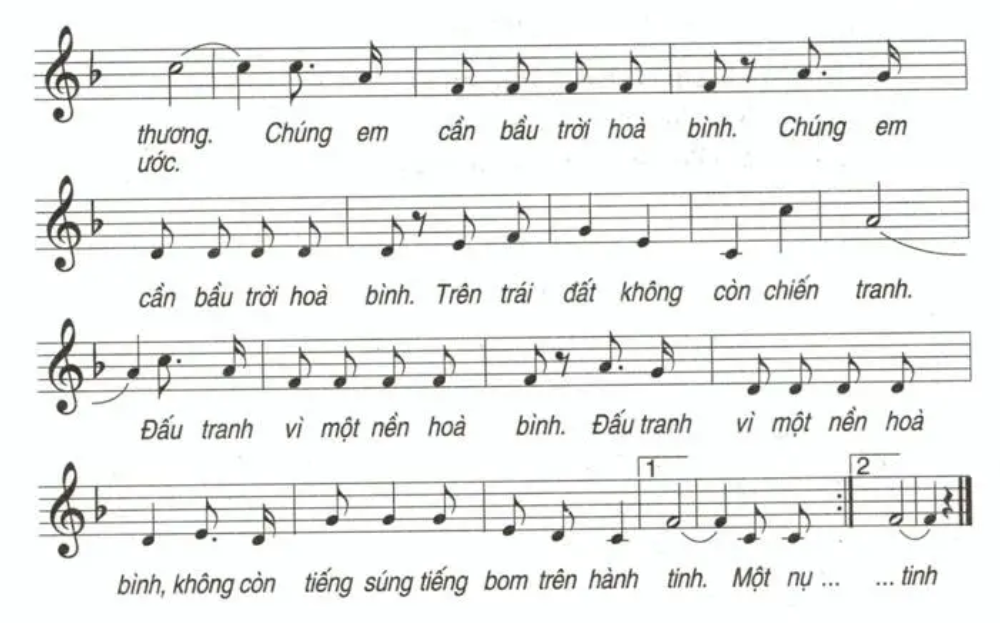 thương. Chúng em cần bầu trời hoà bình. Chúng em
ước.
cần bầu trời hoà bình. Trên trái đất không còn chiến tranh.
Đấu tranh vì một nền hoà bình. Đấu tranh vì một nền hoà
1 2
bình, không còn tiếng súng tiếng bom trên hành tinh. Một nụ ... ... tinh